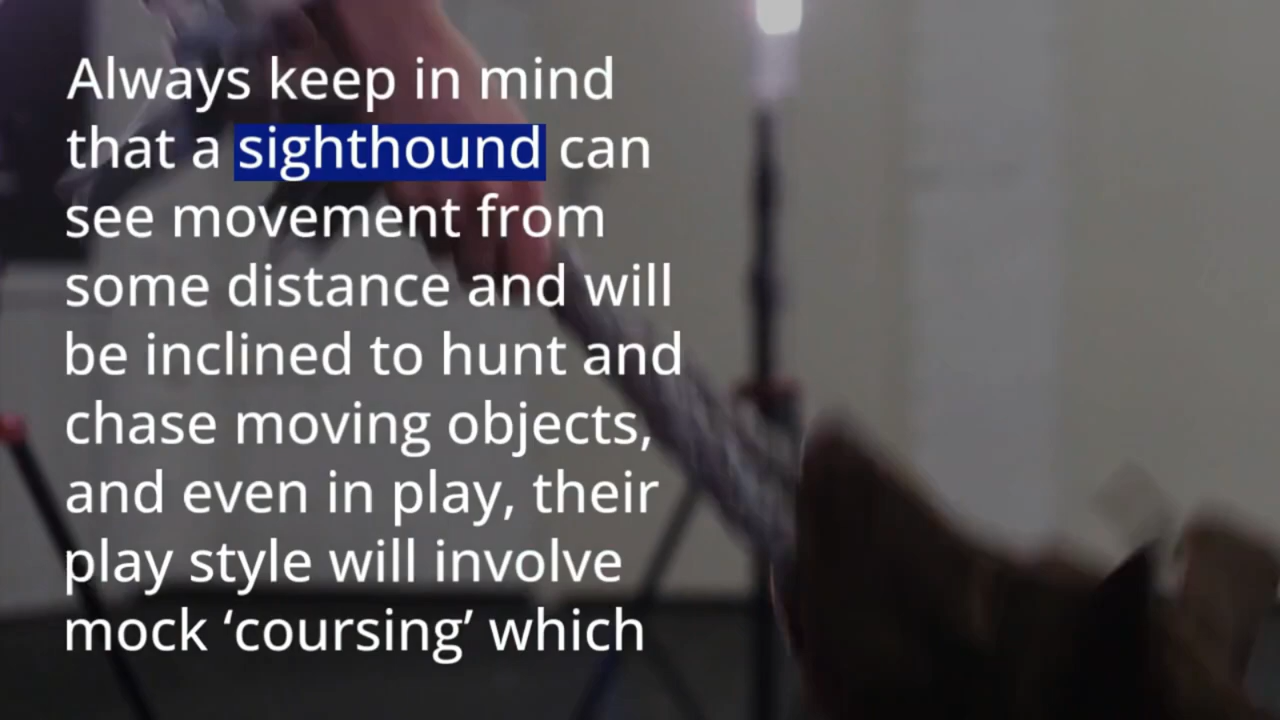 Always keep in mind
that a sighthound can
see movement from
some distance and will
be inclined to hunt and
chase moving objects,
and even in play, their
play style will involve
mock ‘coursing’ which